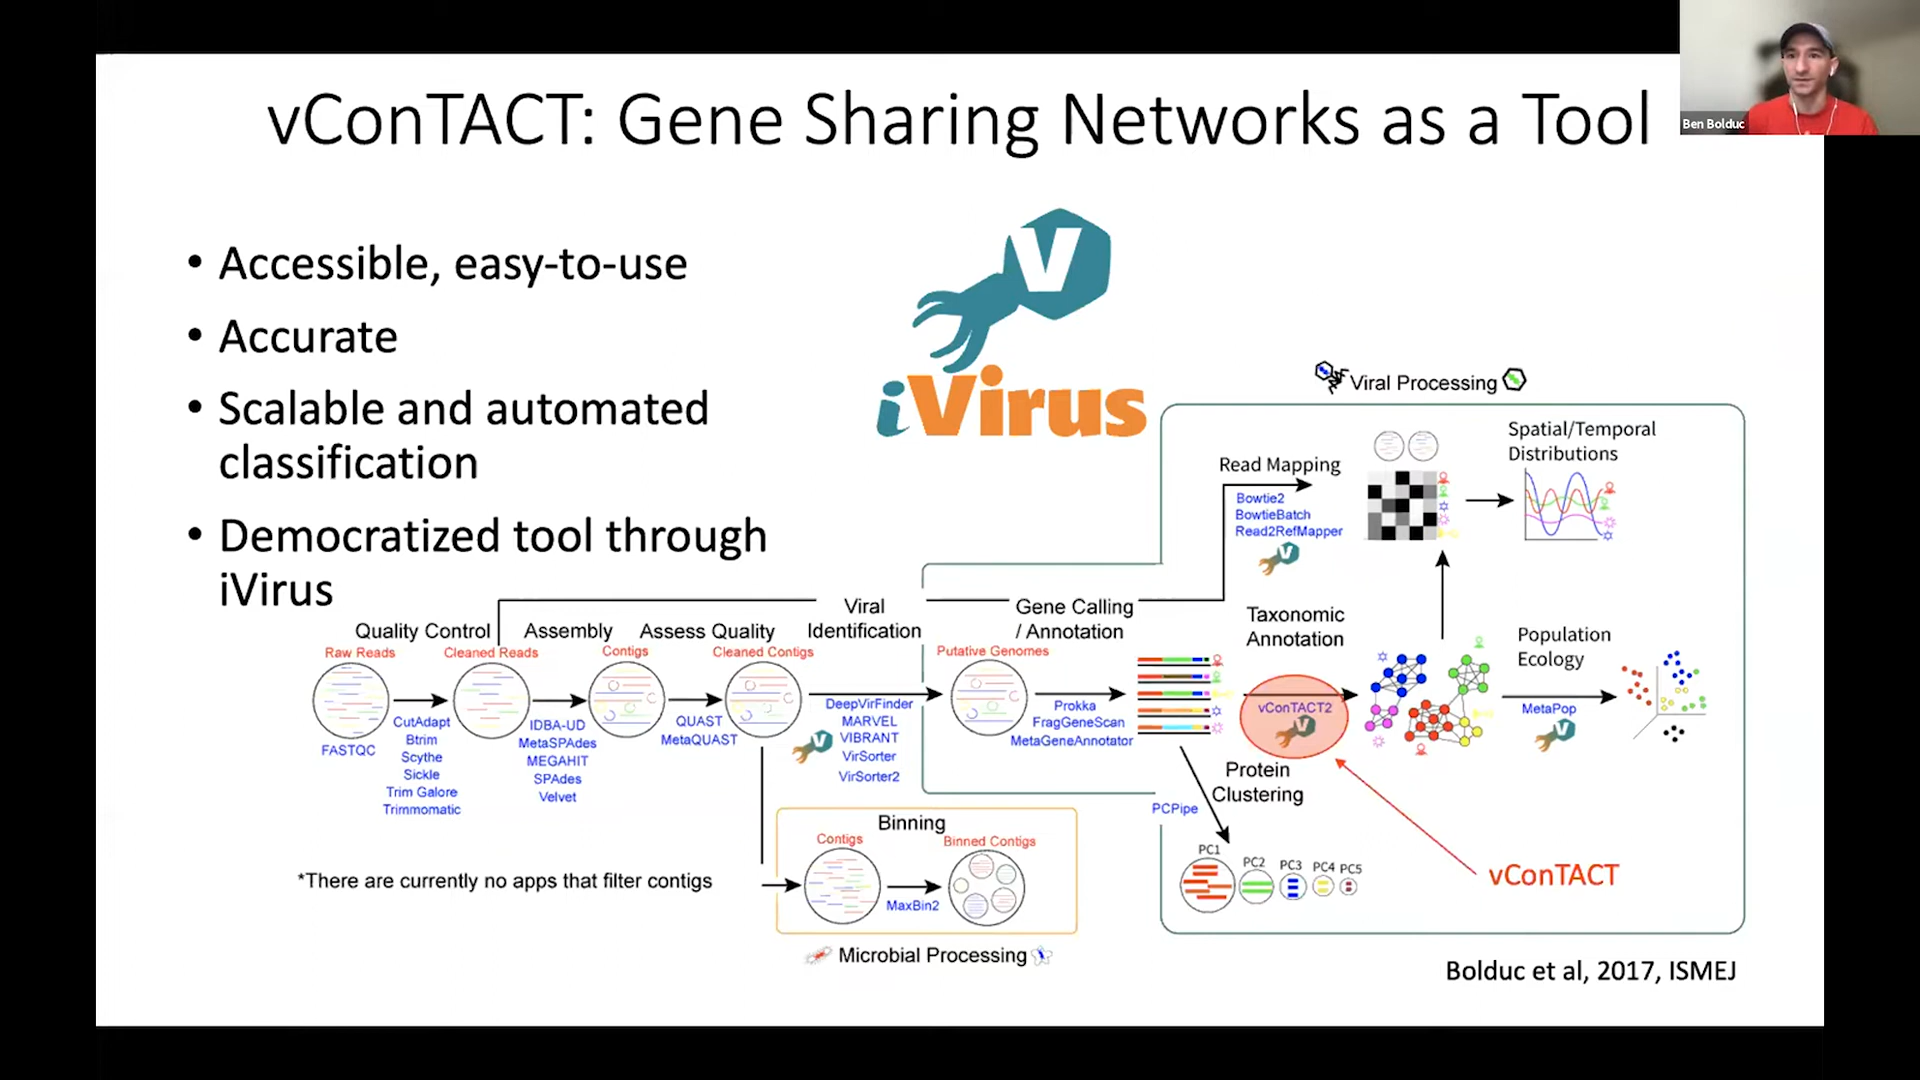 vConTACT: Gene Sharing Networks as a Tool
Ben Bolduc
• Accessible, easy-to-use
• Accurate
• Scalable and automated
classification
• Democratized tool through
iVirus
V
iVirus
Viral Processing
Spatial/Temporal
Distributions
Read Mapping
Bowtie2
BowtieBatch
Read2RefMapper
V
Quality Control
Raw Reads
FASTQC
Cleaned Reads
CutAdapt
Btrim
Scythe
Sickle
Trim Galore
Trimmomatic
Assembly
Contigs
IDBA-UD
MetaSPAdes
MEGAHIT
SPAdes
Velvet
Assess Quality
Cleaned Contigs
QUAST
MetaQUAST
Viral
Identification
DeepVirFinder
MARVEL
VIBRANT
VirSorter
VirSorter2
V
Gene Calling
/ Annotation
Putative Genomes
Prokka
FragGeneScan
MetaGeneAnnotator
Taxonomic
Annotation
vConTACT2
V
Population
Ecology
MetaPop
V
Protein
Clustering
PCPipe
PC1
PC2
PC3
PC4
PC5
vConTACT
Binning
Contigs
Binned Contigs
MaxBin2
*There are currently no apps that filter contigs
Microbial Processing
Bolduc et al, 2017, ISMEJ